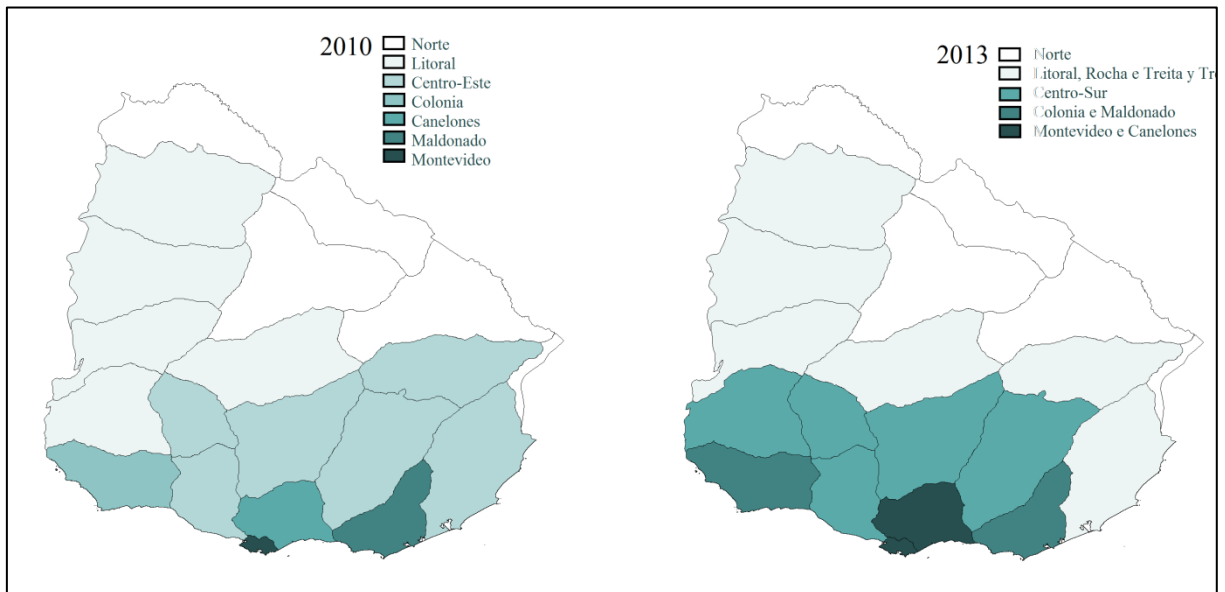 2010
Norte
Litoral
Centro-Este
Colonia
Canelones
Maldonado
Montevideo
2013
Norte
Litoral, Rocha e Treita y Tre
Centro-Sur
Colonia e Maldonado
Montevideo e Canelones